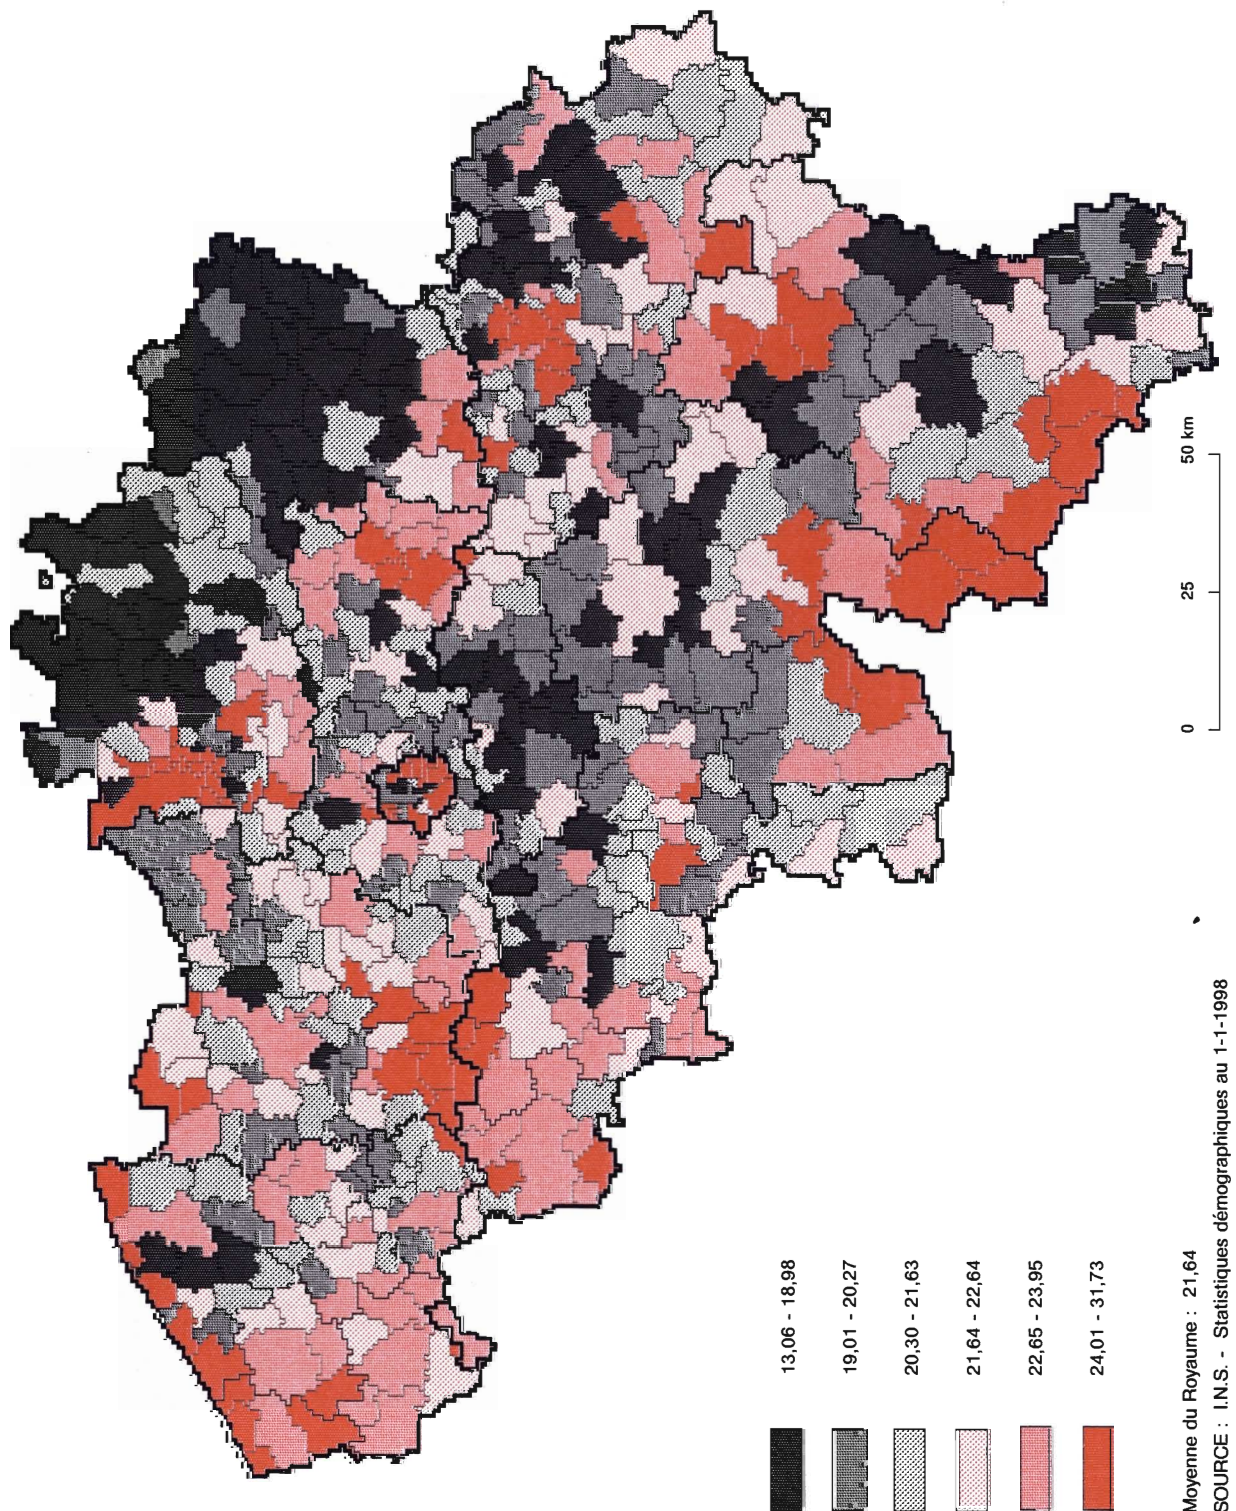 13,06 - 18,98
19,01 - 20,27
20,30 - 21,63
21,64 - 22,64
22,65 - 23,95
24,01 - 31,73
0 25 50 km
Moyenne du Royaume : 21,64
SOURCE : I.N.S. - Statistiques démographiques au 1-1-1998